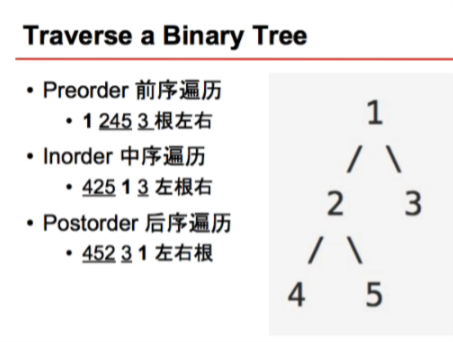 Traverse a Binary Tree
• Preorder 前序遍历
• 1 245 3 根左右
• Inorder 中序遍历
• 425 1 3 左根右
• Postorder 后序遍历
• 452 3 1 左右根
1
/ \
2 3
/ \
4 5